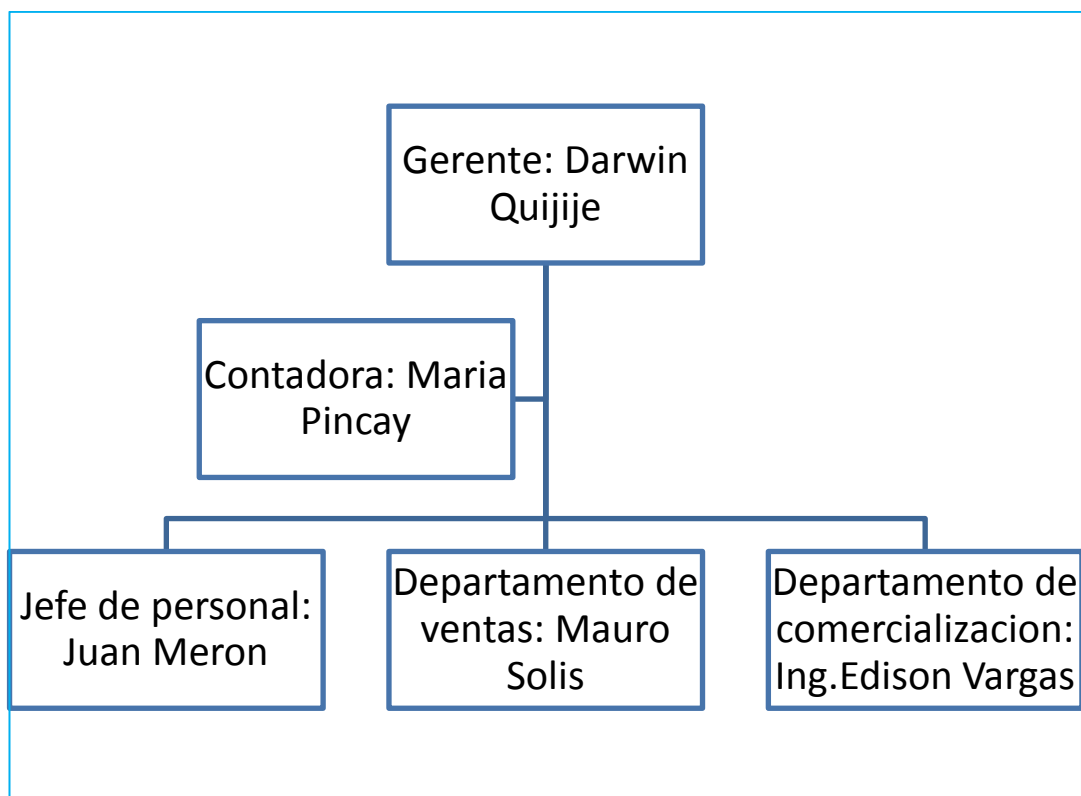 Gerente: Darwin
Quijije
Contadora: Maria
Pincay
Jefe de personal:
Juan Meron
Departamento de
ventas: Mauro
Solis
Departamento de
comercializacion:
Ing.Edison Vargas